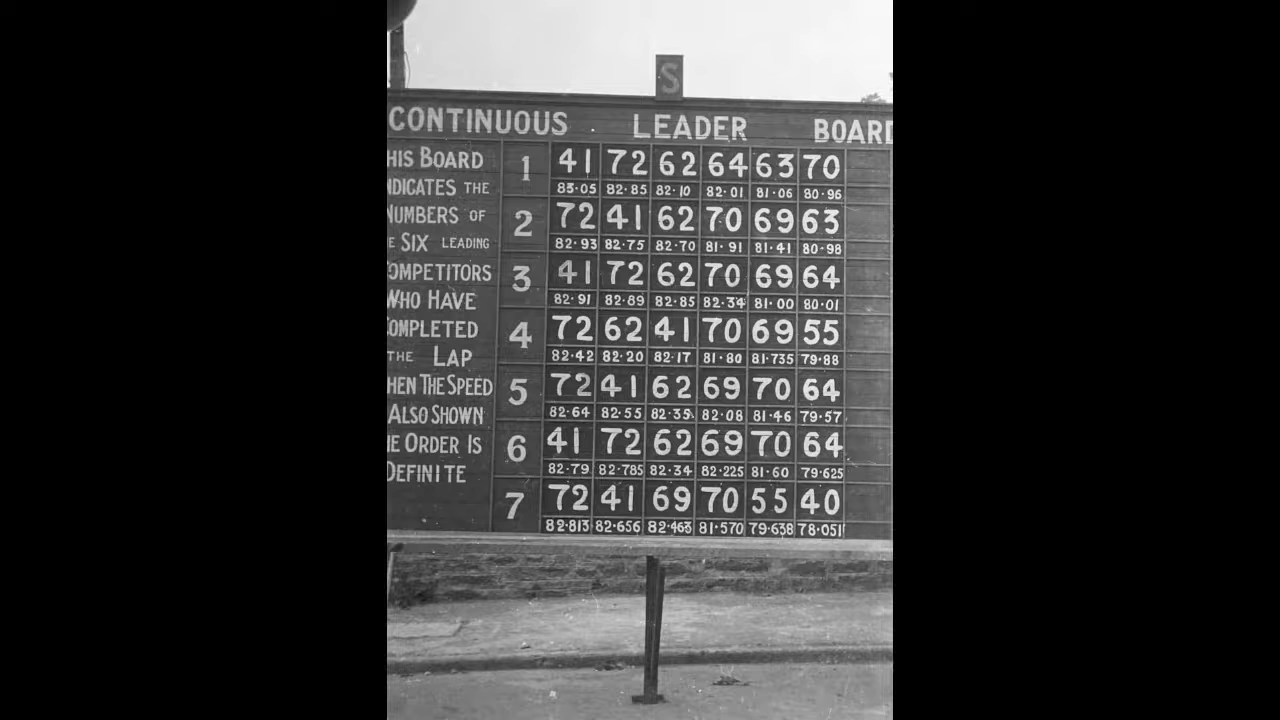 S
CONTINUOUS LEADER BOARD
HIS BOARD
NDICATES THE
NUMBERS OF
E SIX LEADING
OMPETITORS
WHO HAVE
OMPLETED
THE LAP
HEN THE SPEED
ALSO SHOWN
HE ORDER IS
DEFINITE
1 41 72 62 64 63 70
83·05 82·85 82·10 82·01 81·06 80·96
2 72 41 62 70 69 63
82·93 82·75 82·70 81·91 81·41 80·98
3 41 72 62 70 69 64
82·91 82·89 82·85 82·34 81·00 80·01
4 72 62 41 70 69 55
82·42 82·20 82·17 81·80 81·735 79·88
5 72 41 62 69 70 64
82·64 82·55 82·35 82·08 81·46 79·57
6 41 72 62 69 70 64
82·79 82·785 82·34 82·225 81·60 79·625
7 72 41 69 70 55 40
82·813 82·656 82·463 81·570 79·638 78·051